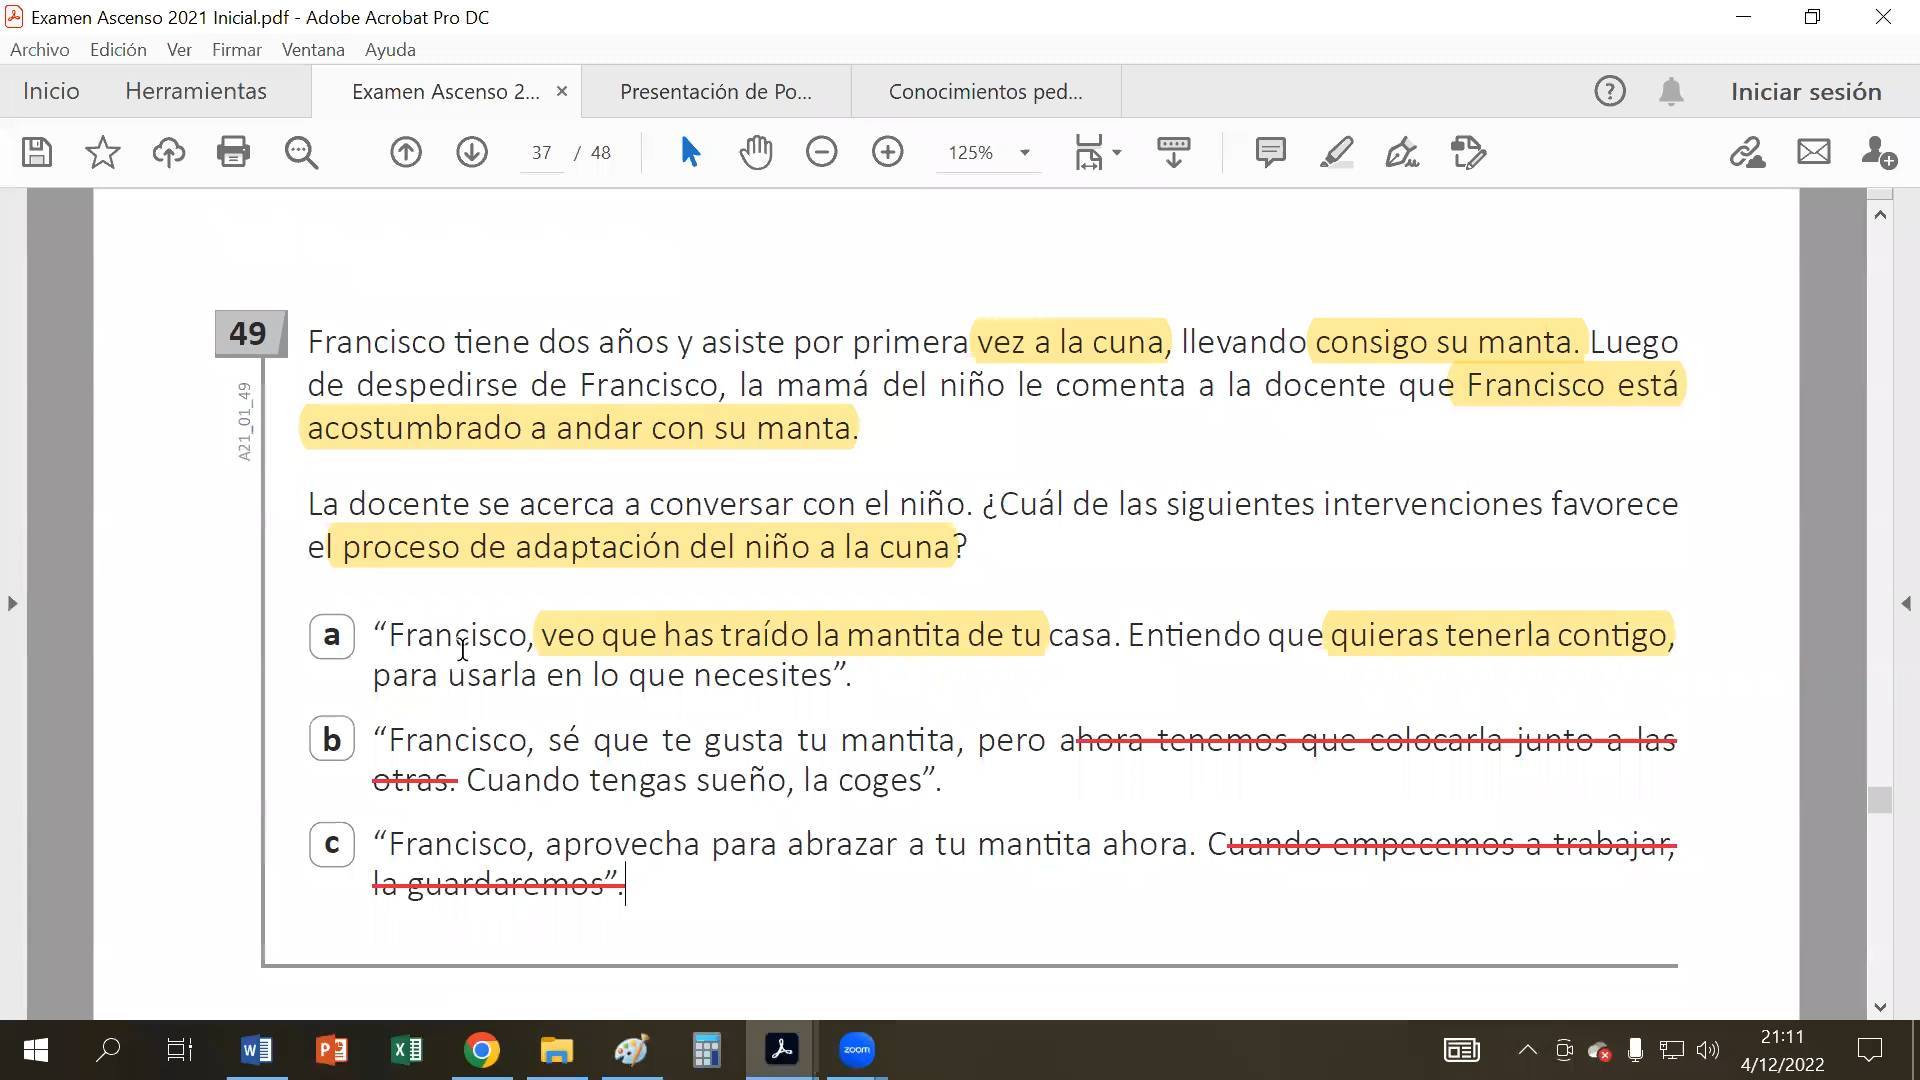 Examen Ascenso 2021 Inicial.pdf - Adobe Acrobat Pro DC
Archivo Edición Ver Firmar Ventana Ayuda
Inicio Herramientas Examen Ascenso 2... × Presentación de Po... Conocimientos ped... Iniciar sesión
37 / 48 125%
49
A21_01_49
Francisco tiene dos años y asiste por primera vez a la cuna, llevando consigo su manta. Luego
de despedirse de Francisco, la mamá del niño le comenta a la docente que Francisco está
acostumbrado a andar con su manta.
La docente se acerca a conversar con el niño. ¿Cuál de las siguientes intervenciones favorece
el proceso de adaptación del niño a la cuna?
a “Francisco, veo que has traído la mantita de tu casa. Entiendo que quieras tenerla contigo,
para usarla en lo que necesites”.
b “Francisco, sé que te gusta tu mantita, pero ahora tenemos que colocarla junto a las
otras. Cuando tengas sueño, la coges”.
c “Francisco, aprovecha para abrazar a tu mantita ahora. Cuando empecemos a trabajar,
la guardaremos”.
zoom
21:11
4/12/2022